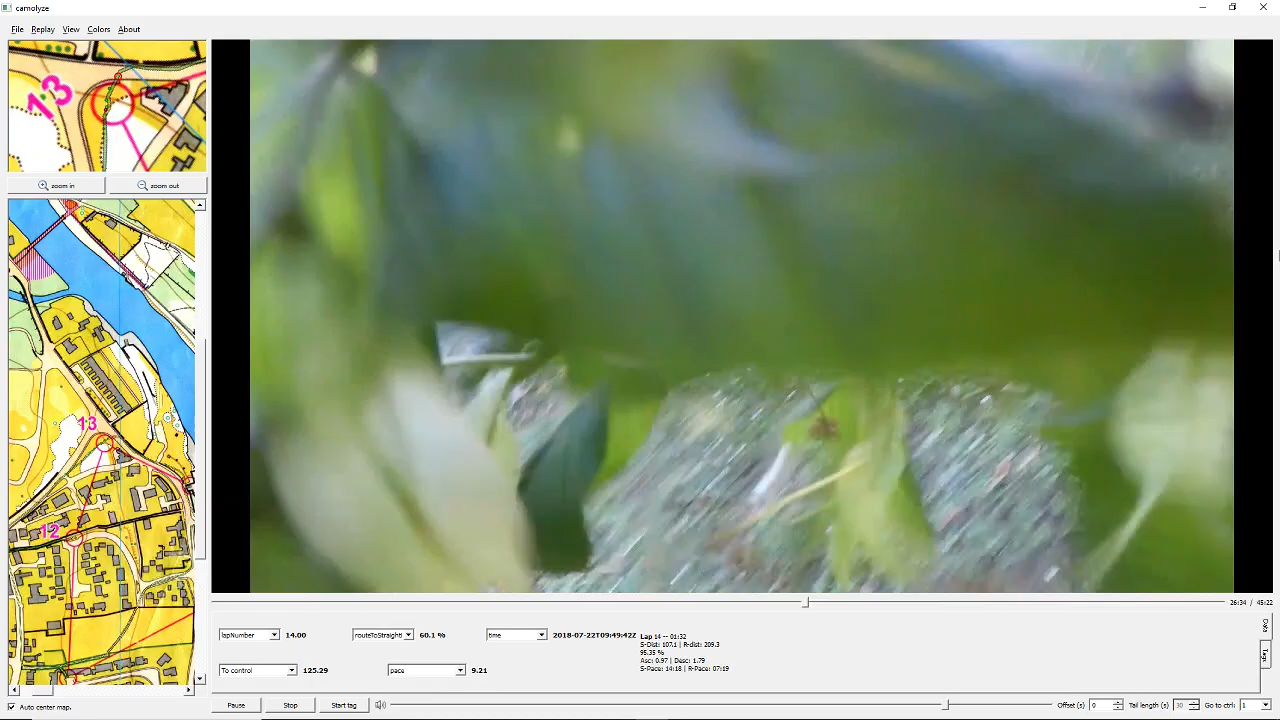 camolyze
File Replay View Colors About
13
zoom in
zoom out
13
12
26:34 / 45:22
lapNumber 14.00
routeToStraightl 60.1 %
time 2018-07-22T09:49:42Z
Lap 14 -- 01:32
S-Dist: 107.1 | R-dist: 209.3
95.35 %
Asc: 0.97 | Desc: 1.79
S-Pace: 14:18 | R-Pace: 07:19
To control 125.29
pace 9.21
Data
Tags
Auto center map.
Pause
Stop
Start tag
Offset (s) 0
Tail length (s) 30
Go to ctrl 1